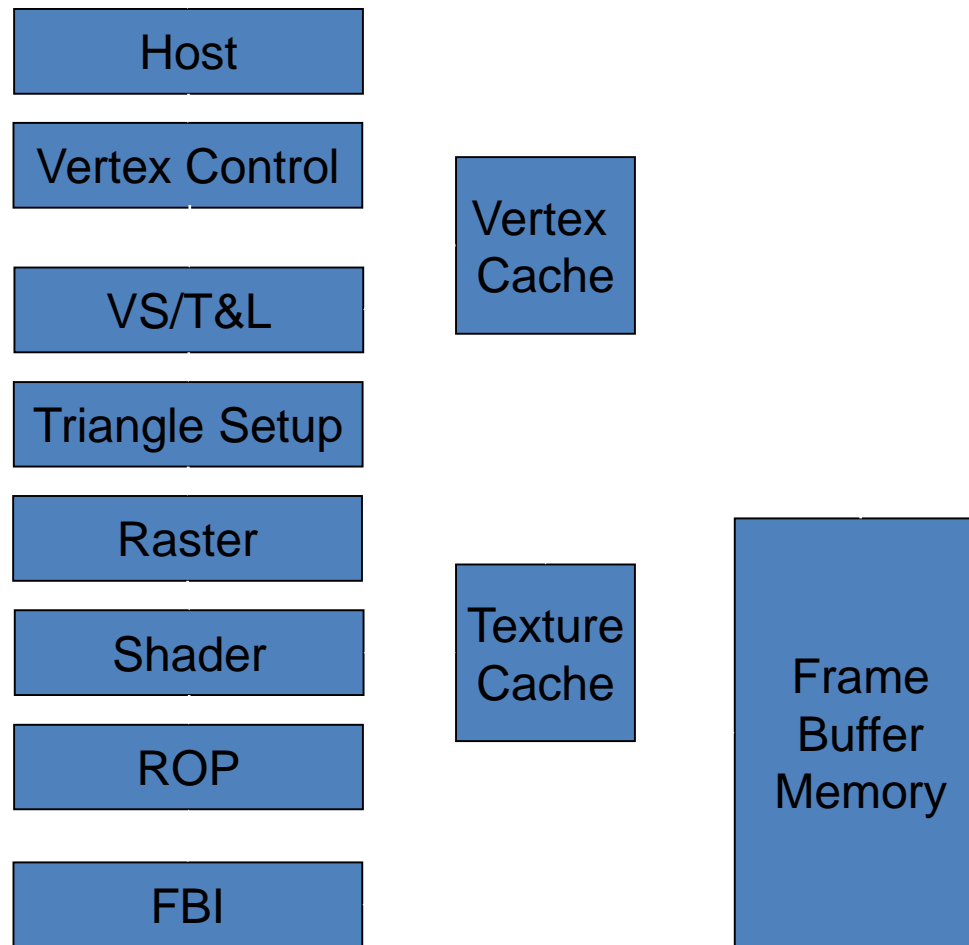 Host
Vertex Control
VS/T&L
Triangle Setup
Raster
Shader
ROP
FBI
Vertex
Cache
Texture
Cache
Frame
Buffer
Memory